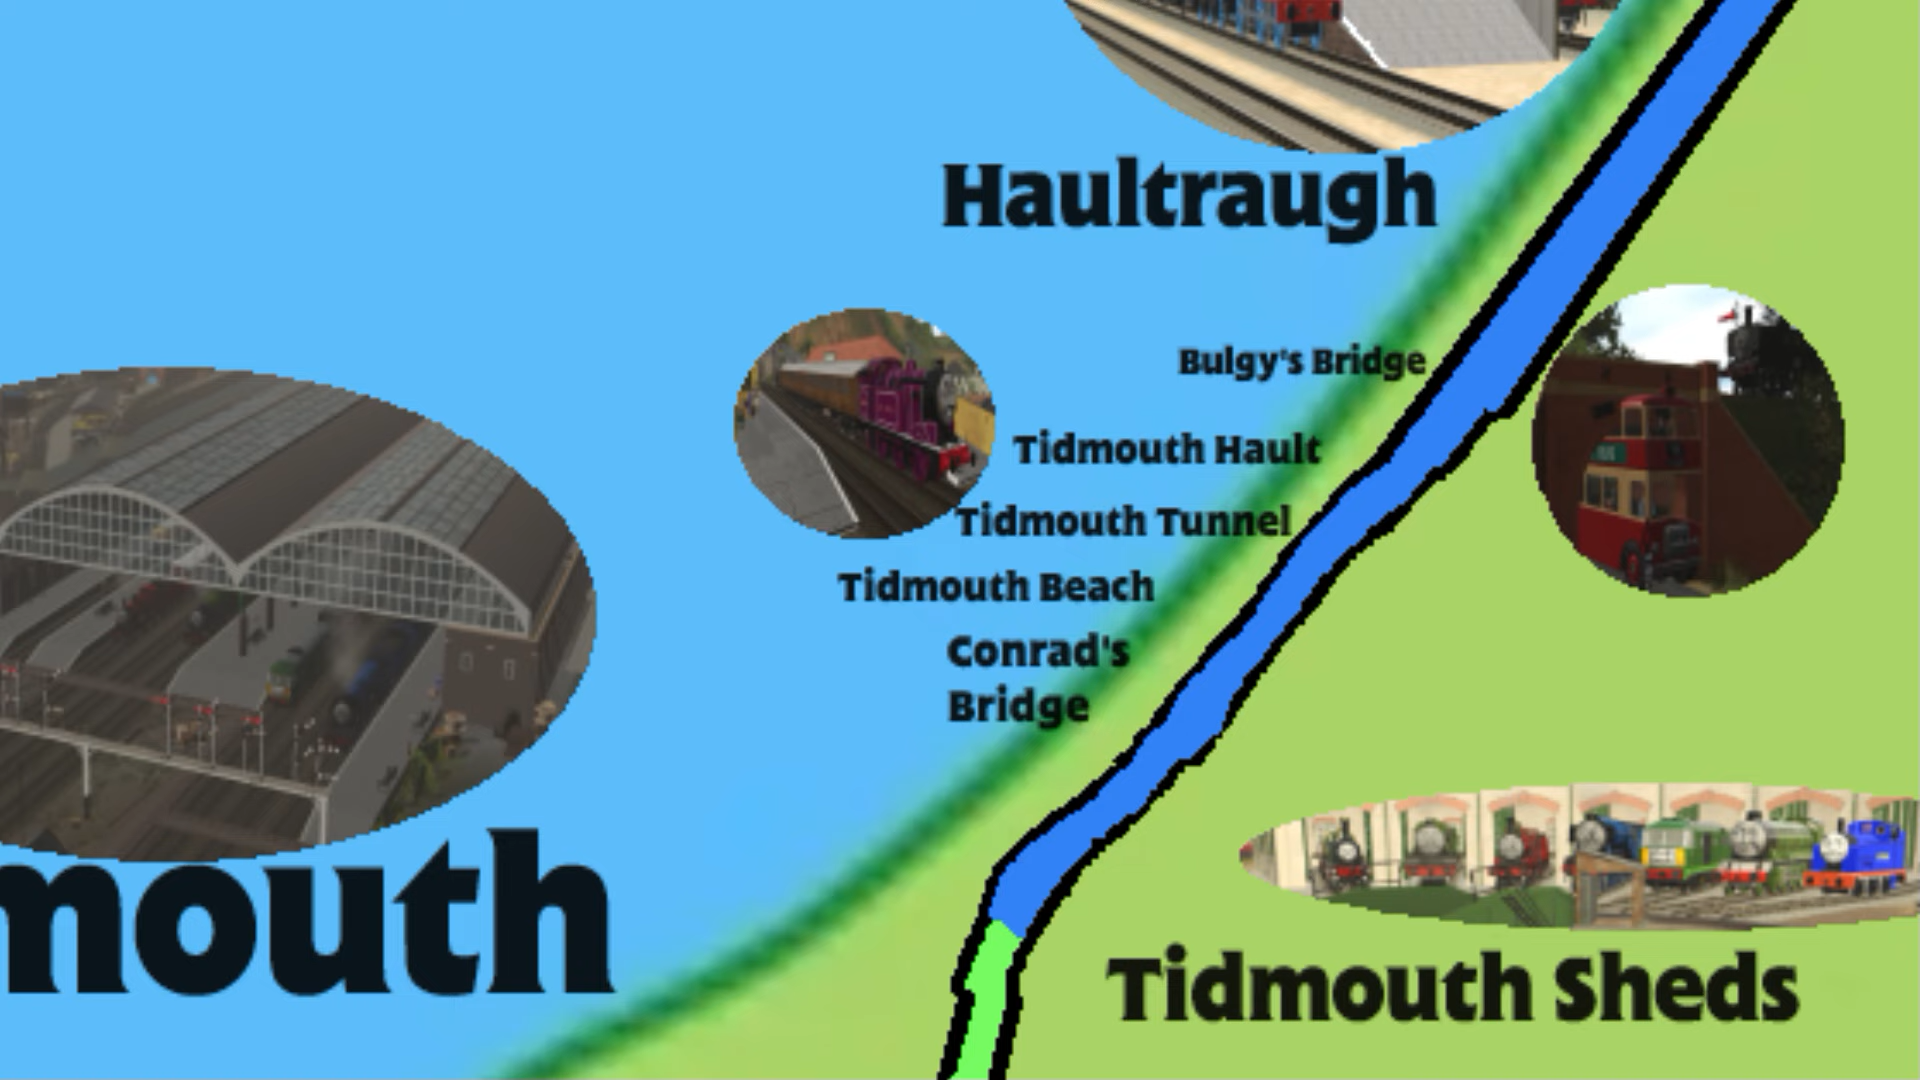 Haultraugh
Bulgy's Bridge
Tidmouth Hault
Tidmouth Tunnel
Tidmouth Beach
Conrad's
Bridge
mouth
Tidmouth Sheds